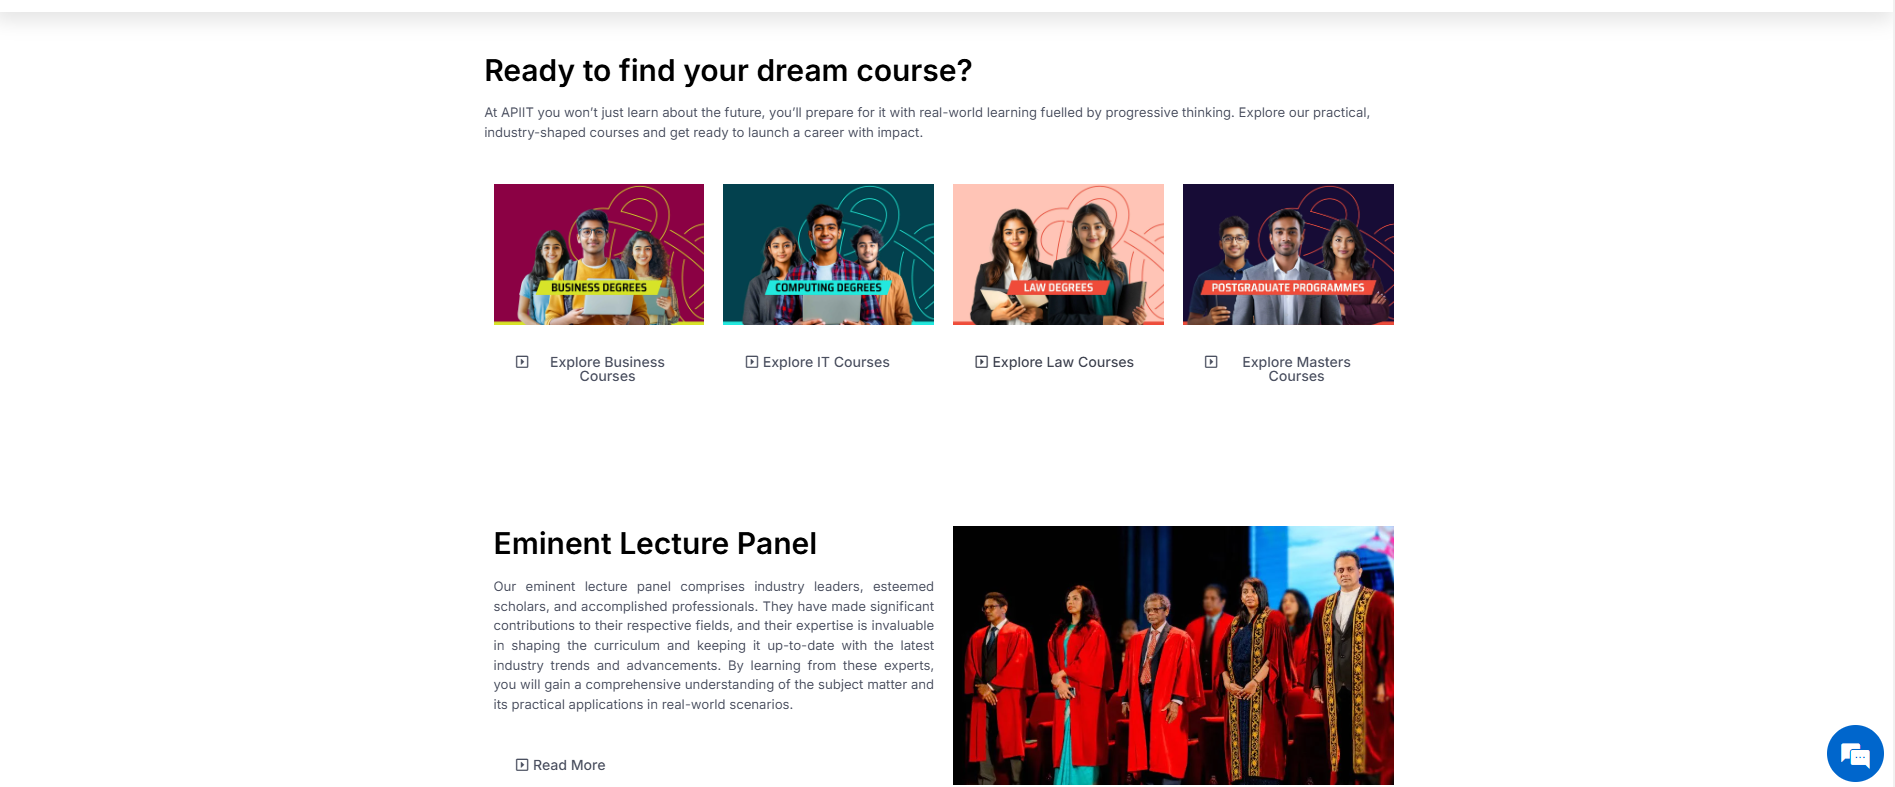 Ready to find your dream course?
At APIIT you won’t just learn about the future, you’ll prepare for it with real-world learning fuelled by progressive thinking. Explore our practical,
industry-shaped courses and get ready to launch a career with impact.
BUSINESS DEGREES
COMPUTING DEGREES
LAW DEGREES
POSTGRADUATE PROGRAMMES
Explore Business
Courses
Explore IT Courses
Explore Law Courses
Explore Masters
Courses
Eminent Lecture Panel
Our eminent lecture panel comprises industry leaders, esteemed
scholars, and accomplished professionals. They have made significant
contributions to their respective fields, and their expertise is invaluable
in shaping the curriculum and keeping it up-to-date with the latest
industry trends and advancements. By learning from these experts,
you will gain a comprehensive understanding of the subject matter and
its practical applications in real-world scenarios.
Read More